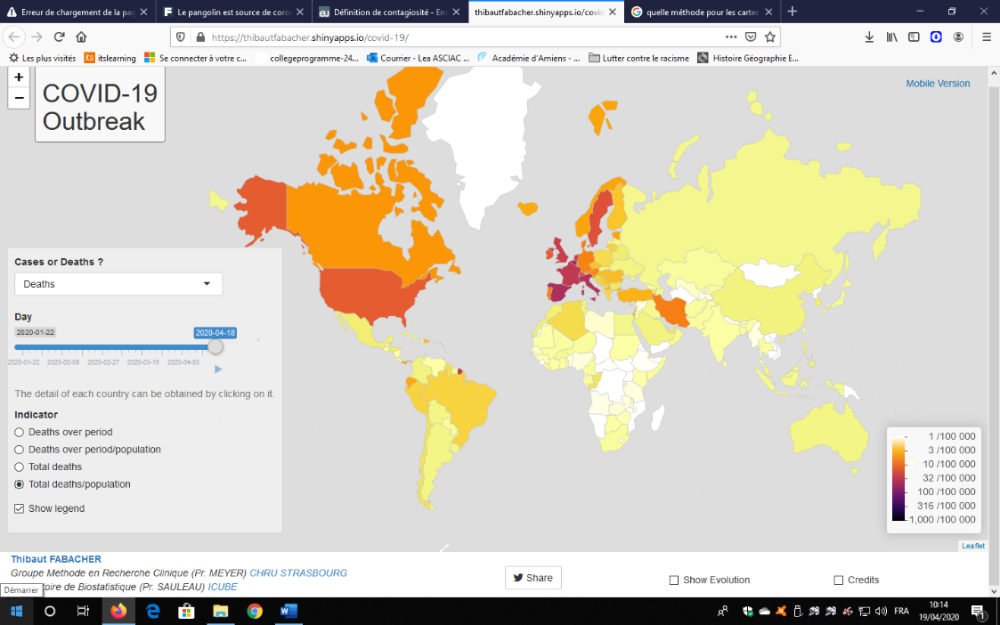 Erreur de chargement de la pag
Le pangolin est source de coron
Définition de contagiosité - Enc
thibautfabacher.shinyapps.io/covid
quelle méthode pour les cartes
https://thibautfabacher.shinyapps.io/covid-19/
Les plus visités
itslearning
Se connecter à votre c...
collegeprogramme-24...
Courrier - Lea ASCIAC ...
Académie d'Amiens - ...
Lutter contre le racisme
Histoire Géographie E...
+
−
COVID-19
Outbreak
Mobile Version
Cases or Deaths ?
Deaths
Day
2020-01-22
2020-04-18
2020-01-22 2020-02-09 2020-02-27 2020-03-16 2020-04-03
The detail of each country can be obtained by clicking on it.
Indicator
Deaths over period
Deaths over period/population
Total deaths
Total deaths/population
Show legend
1 /100 000
3 /100 000
10 /100 000
32 /100 000
100 /100 000
316 /100 000
1,000 /100 000
Leaflet
Thibaut FABACHER
Groupe Methode en Recherche Clinique (Pr. MEYER) CHRU STRASBOURG
toire de Biostatistique (Pr. SAULEAU) ICUBE
Démarrer
Share
Show Evolution
Credits
FRA
10:14
19/04/2020
1